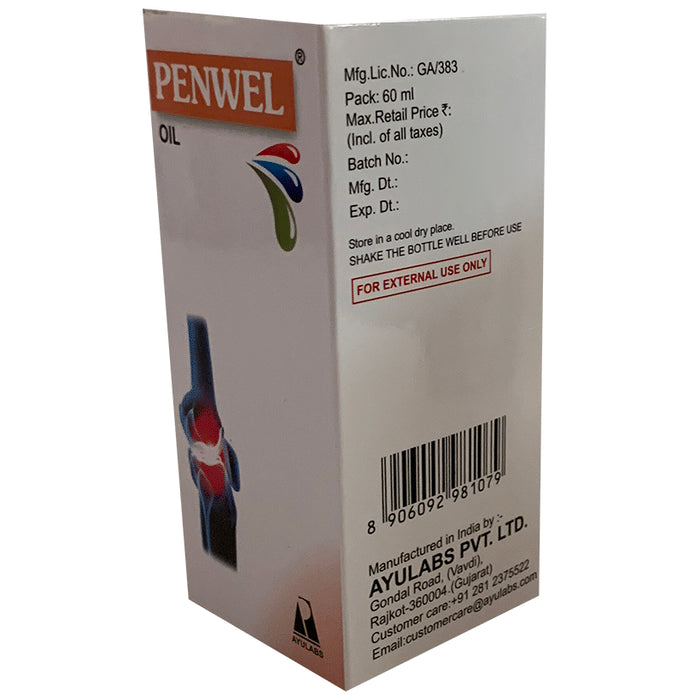 PENWEL®
OIL
AYULABS
Mfg.Lic.No.: GA/383
Pack: 60 ml
Max.Retail Price ₹:
(Incl. of all taxes)
Batch No.:
Mfg. Dt.:
Exp. Dt.:
Store in a cool dry place.
SHAKE THE BOTTLE WELL BEFORE USE
FOR EXTERNAL USE ONLY
8 906092 981079
Manufactured in India by :-
AYULABS PVT. LTD.
Gondal Road, (Vavdi),
Rajkot-360004.(Gujarat)
Customer care:+91 281 2375522
Email:customercare@ayulabs.com